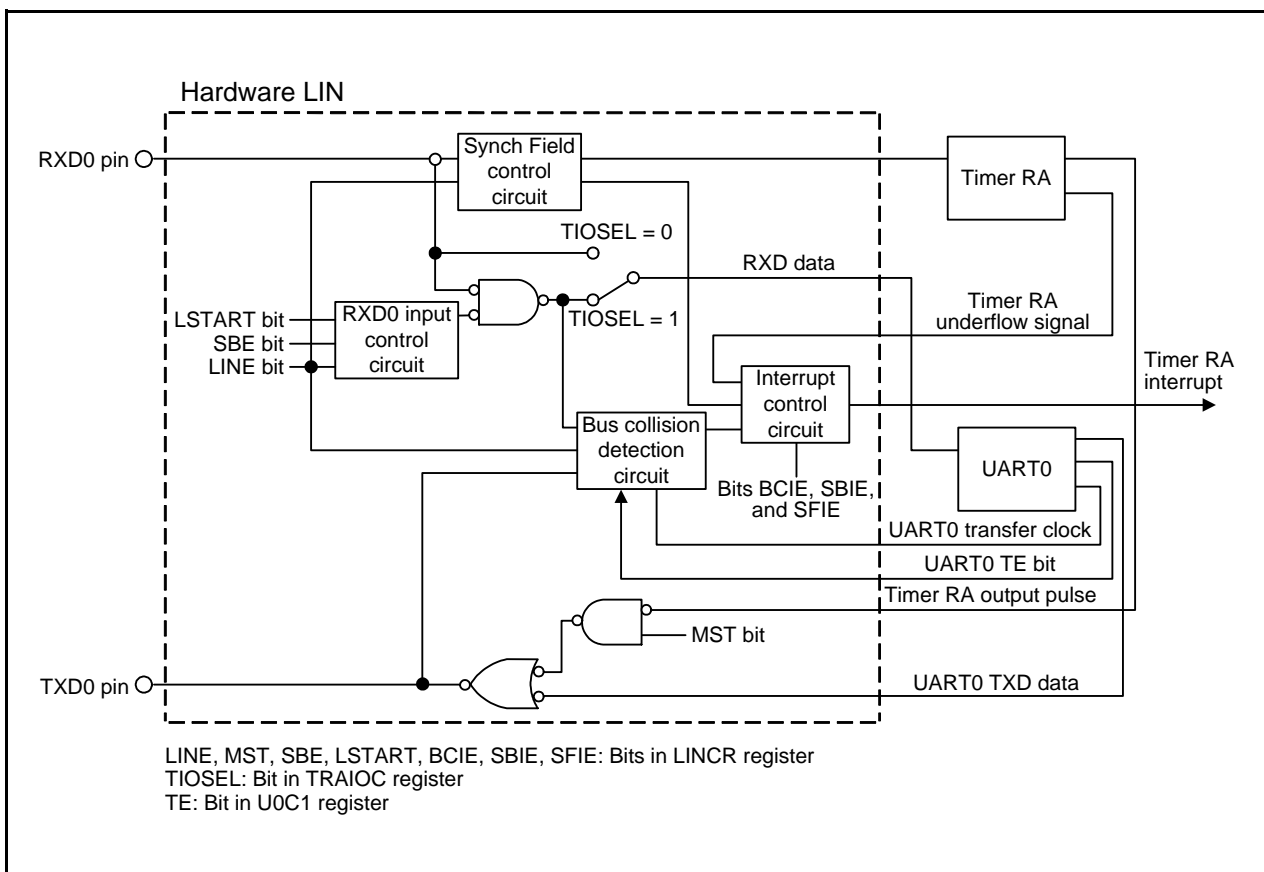 Hardware LIN
RXD0 pin
Synch Field
control
circuit
Timer RA
TIOSEL = 0
RXD data
LSTART bit
SBE bit
LINE bit
RXD0 input
control
circuit
TIOSEL = 1
Timer RA
underflow signal
Interrupt
control
circuit
Timer RA
interrupt
Bus collision
detection
circuit
UART0
Bits BCIE, SBIE,
and SFIE
UART0 transfer clock
UART0 TE bit
Timer RA output pulse
MST bit
TXD0 pin
UART0 TXD data
LINE, MST, SBE, LSTART, BCIE, SBIE, SFIE: Bits in LINCR register
TIOSEL: Bit in TRAIOC register
TE: Bit in U0C1 register